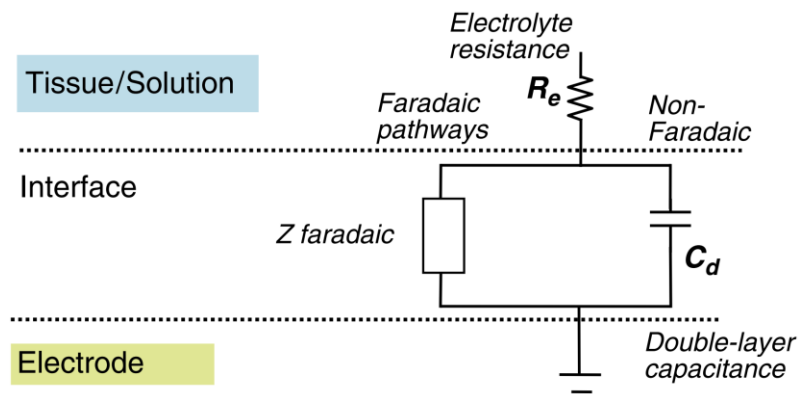 Electrolyte
resistance
Tissue/Solution
Re
Faradaic
pathways
Non-
Faradaic
Interface
Z faradaic
Cd
Electrode
Double-layer
capacitance